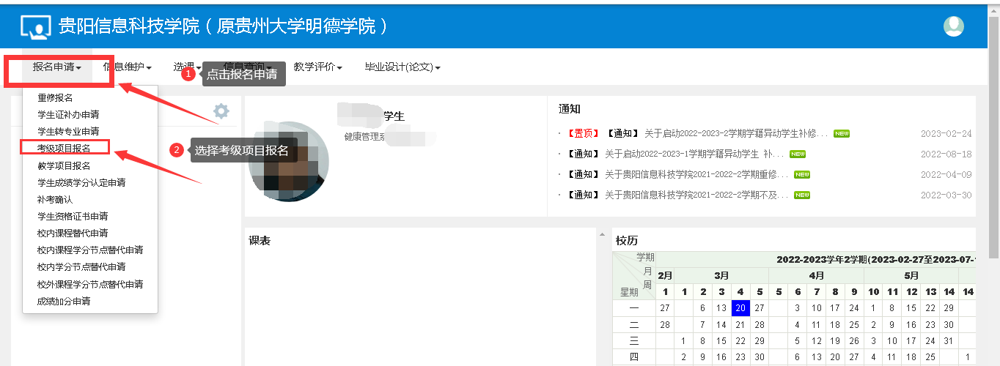 贵阳信息科技学院（原贵州大学明德学院）
报名申请 信息维护 选课 信息查询 教学评价 毕业设计(论文)
1 点击报名申请
重修报名
学生证补办申请
学生转专业申请
考级项目报名
教学项目报名
学生成绩学分认定申请
补考确认
学生资格证书申请
校内课程替代申请
校内课程学分节点替代申请
校内学分节点替代申请
校外课程学分节点替代申请
成绩加分申请
2 选择考级项目报名
学生
健康管理系
通知
【置顶】【通知】 关于启动2022-2023-2学期学籍异动学生补修... NEW 2023-02-24
【通知】 关于启动2022-2023-1学期学籍异动学生 补... NEW 2022-08-18
【通知】 关于贵阳信息科技学院2021-2022-2学期重修... NEW 2022-04-09
【通知】 关于贵阳信息科技学院2021-2022-2学期不及... NEW 2022-03-30
课表
校历
学期 2022-2023学年2学期(2023-02-27至2023-07-1
月 2月 3月 4月 5月
周
星期 1 1 2 3 4 5 5 6 7 8 9 10 11 12 13 14 14
一 27 6 13 20 27 3 10 17 24 1 8 15 22 29
二 28 7 14 21 28 4 11 18 25 2 9 16 23 30
三 1 8 15 22 29 5 12 19 26 3 10 17 24 31
四 2 9 16 23 30 6 13 20 27 4 11 18 25 1